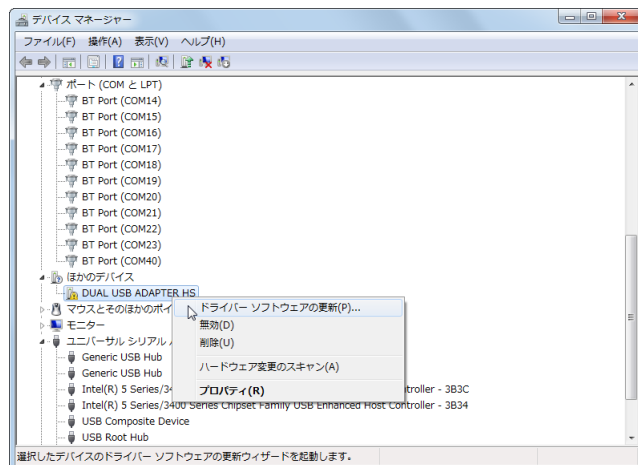 デバイス マネージャー
ファイル(F) 操作(A) 表示(V) ヘルプ(H)
ポート (COM と LPT)
BT Port (COM14)
BT Port (COM15)
BT Port (COM16)
BT Port (COM17)
BT Port (COM18)
BT Port (COM19)
BT Port (COM20)
BT Port (COM21)
BT Port (COM22)
BT Port (COM23)
BT Port (COM40)
ほかのデバイス
DUAL USB ADAPTER HS
マウスとそのほかのポイ
ドライバー ソフトウェアの更新(P)...
モニター
無効(D)
ユニバーサル シリアル
削除(U)
Generic USB Hub
Generic USB Hub
ハードウェア変更のスキャン(A)
Intel(R) 5 Series/34 troller - 3B3C
プロパティ(R)
Intel(R) 5 Series/3400 Series Chipset Family USB Enhanced Host Controller - 3B34
USB Composite Device
USB Root Hub
選択したデバイスのドライバー ソフトウェアの更新ウィザードを起動します。